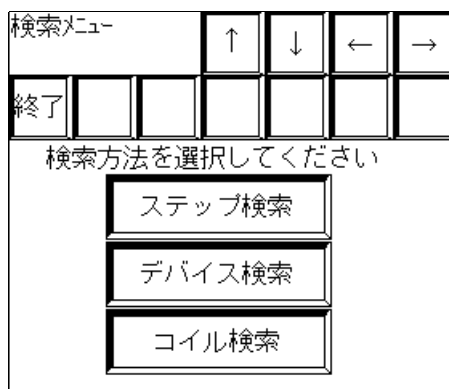 検索ﾒﾆｭｰ ↑ ↓ ← →
終了
検索方法を選択してください
ステップ検索
デバイス検索
コイル検索